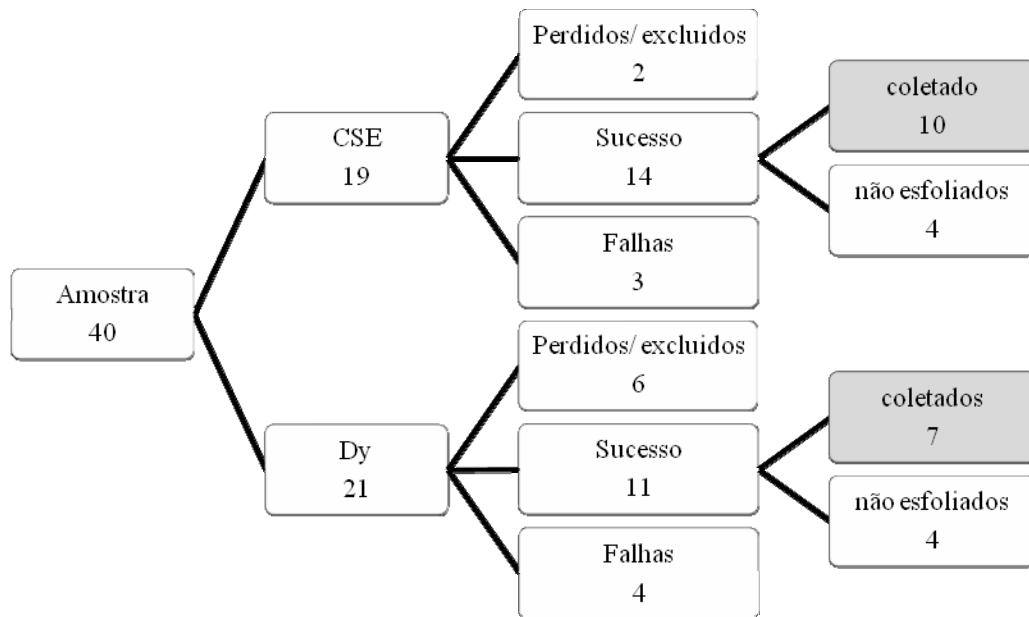 Amostra
40
CSE
19
Perdidos/ excluidos
2
Sucesso
14
Falhas
3
coletado
10
não esfoliados
4
Dy
21
Perdidos/ excluidos
6
Sucesso
11
Falhas
4
coletados
7
não esfoliados
4